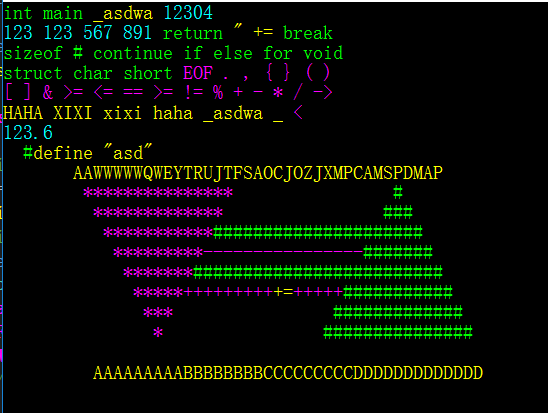 int main _asdwa 12304
123 123 567 891 return " += break
sizeof # continue if else for void
struct char short EOF . , { } ( )
[ ] & >= <= == >= != % + - * / ->
HAHA XIXI xixi haha _asdwa _ <
123.6
  #define "asd"
       AAWWWWWQWEYTRUJTFSAOCJOZJXMPCAMSPDMAP
        ***************                #
         *************                ###
          ***********#####################
           *********----------------#######
            *******#########################
             *****++++++++++=+++++###########
              ***                #############
               *                ###############
         AAAAAAAAABBBBBBBBCCCCCCCCCDDDDDDDDDDDDD